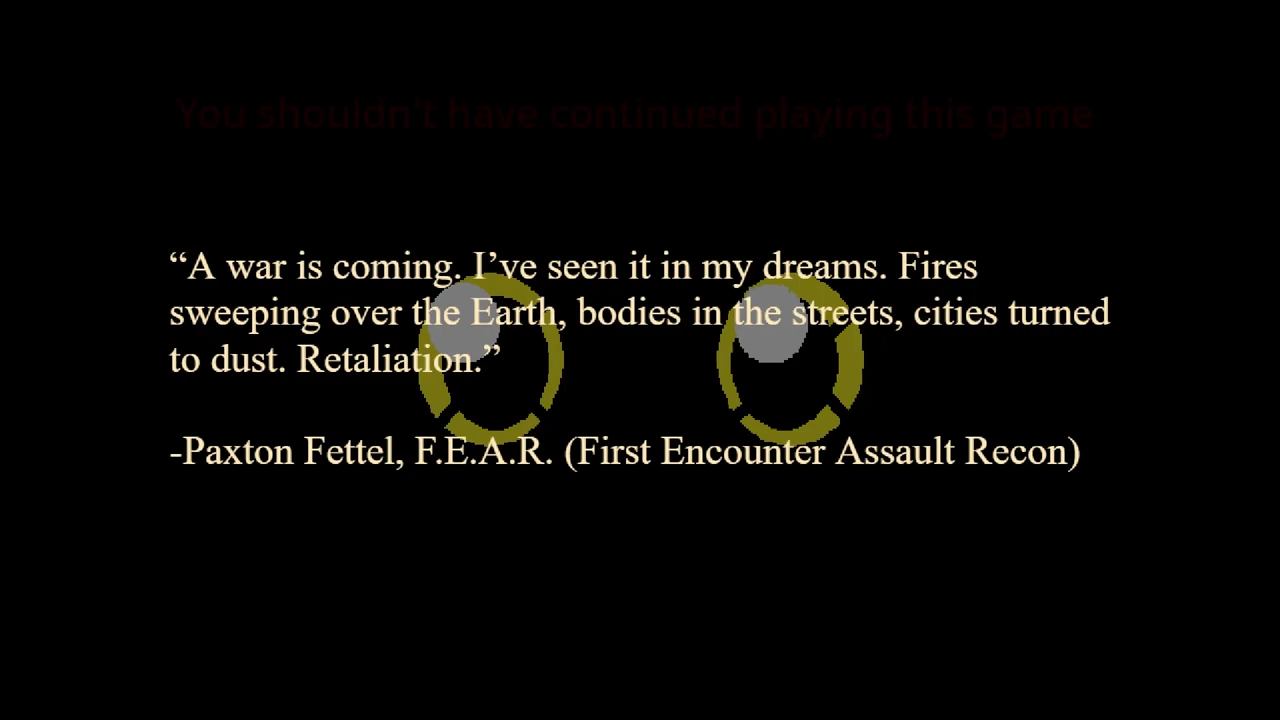 You shouldn't have continued playing this game
“A war is coming. I’ve seen it in my dreams. Fires
sweeping over the Earth, bodies in the streets, cities turned
to dust. Retaliation.”
-Paxton Fettel, F.E.A.R. (First Encounter Assault Recon)